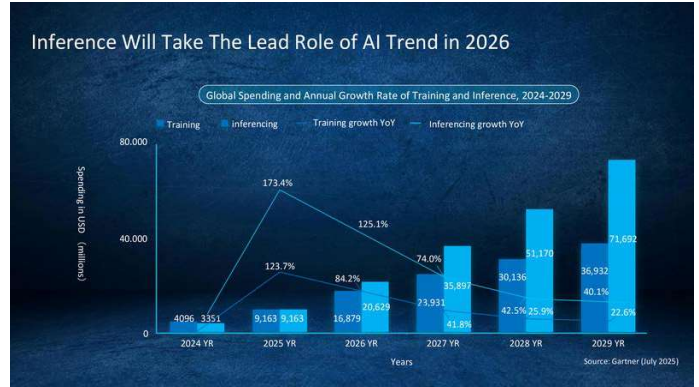 Inference Will Take The Lead Role of AI Trend in 2026
Global Spending and Annual Growth Rate of Training and Inference, 2024-2029
Training inferencing Training growth YoY Inferencing growth YoY
Spending in USD (millions)
80.000
40.000
0
173.4%
123.7%
125.1%
84.2%
74.0%
41.8%
42.5%
25.9%
40.1%
22.6%
4096 3351
9,163 9,163
16,879 20,629
23,931 35,897
30,136 51,170
36,932 71,692
2024 YR 2025 YR 2026 YR 2027 YR 2028 YR 2029 YR
Years
Source: Gartner (July 2025)